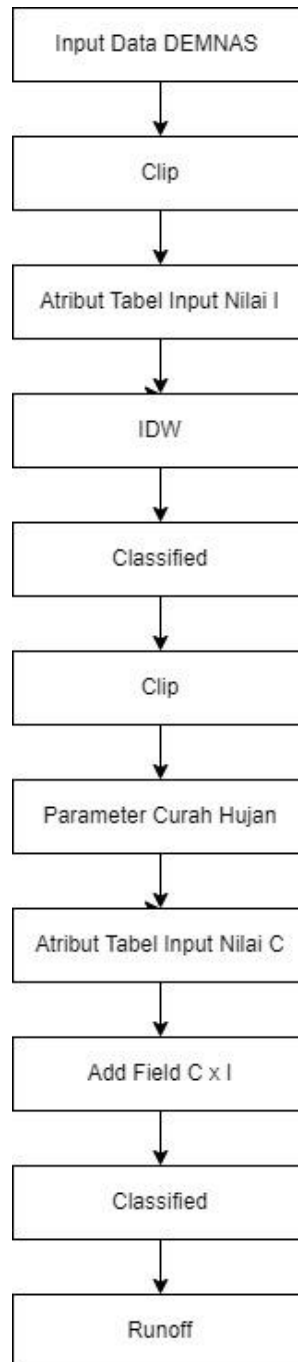 Input Data DEMNAS
Clip
Atribut Tabel Input Nilai I
IDW
Classified
Clip
Parameter Curah Hujan
Atribut Tabel Input Nilai C
Add Field C x I
Classified
Runoff